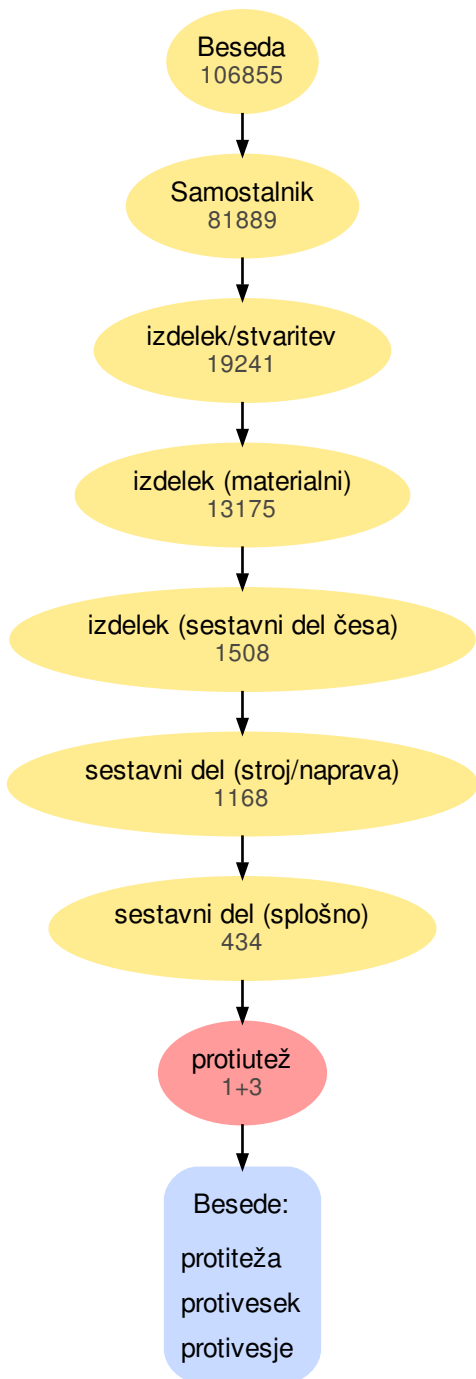 Beseda
106855
Samostalnik
81889
izdelek/stvaritev
19241
izdelek (materialni)
13175
izdelek (sestavni del česa)
1508
sestavni del (stroj/naprava)
1168
sestavni del (splošno)
434
protiutež
1+3
Besede:
protiteža
protivesek
protivesje